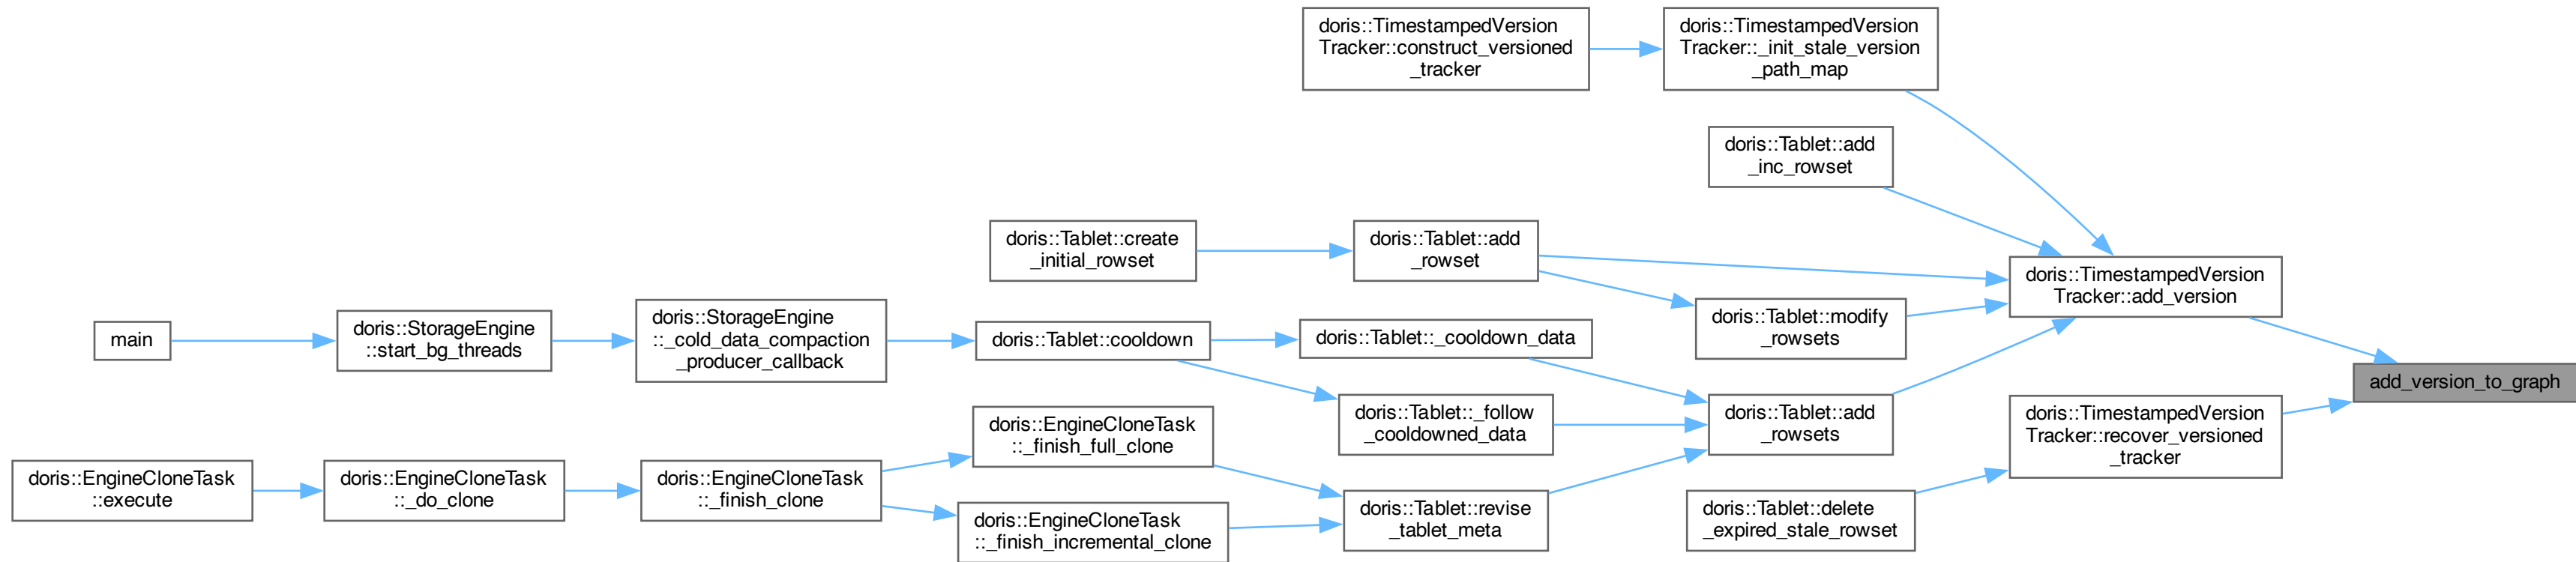 doris::TimestampedVersion
Tracker::construct_versioned
_tracker
doris::TimestampedVersion
Tracker::_init_stale_version
_path_map
doris::Tablet::add
_inc_rowset
doris::Tablet::create
_initial_rowset
doris::Tablet::add
_rowset
doris::TimestampedVersion
Tracker::add_version
main
doris::StorageEngine
::start_bg_threads
doris::StorageEngine
::_cold_data_compaction
_producer_callback
doris::Tablet::cooldown
doris::Tablet::_cooldown_data
doris::Tablet::modify
_rowsets
add_version_to_graph
doris::Tablet::_follow
_cooldowned_data
doris::Tablet::add
_rowsets
doris::TimestampedVersion
Tracker::recover_versioned
_tracker
doris::EngineCloneTask
::_finish_full_clone
doris::EngineCloneTask
::execute
doris::EngineCloneTask
::_do_clone
doris::EngineCloneTask
::_finish_clone
doris::EngineCloneTask
::_finish_incremental_clone
doris::Tablet::revise
_tablet_meta
doris::Tablet::delete
_expired_stale_rowset